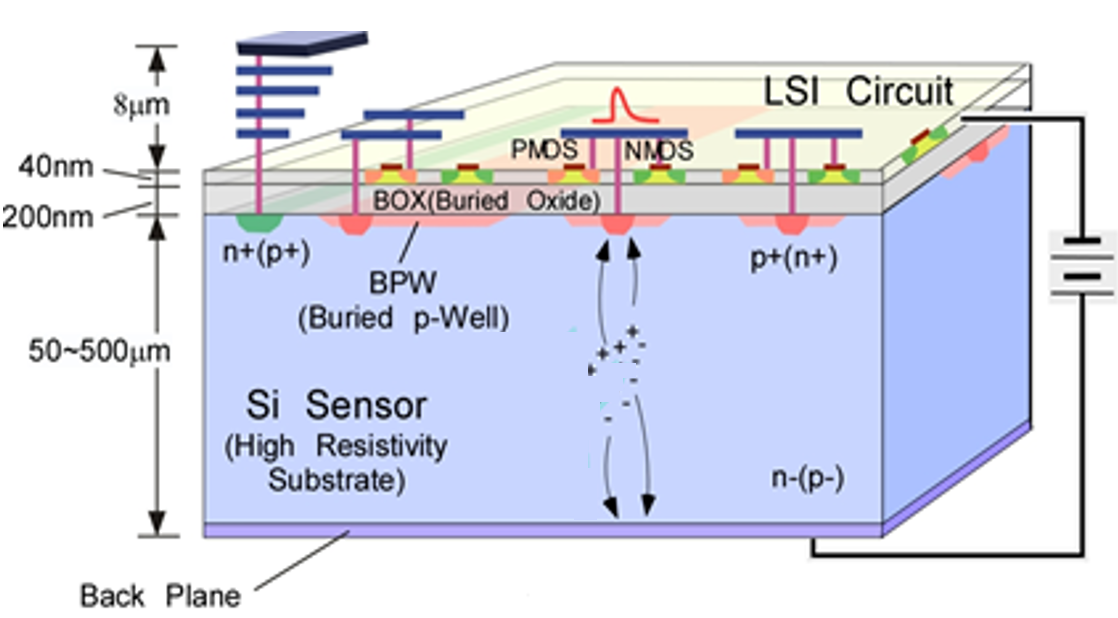 LSI Circuit
8μm
PMOS
NMOS
40nm
BOX(Buried Oxide)
200nm
n+(p+)
p+(n+)
BPW
(Buried p-Well)
50~500μm
+
+ +
+
-
-
-
-
-
Si Sensor
(High Resistivity
Substrate)
n-(p-)
Back Plane